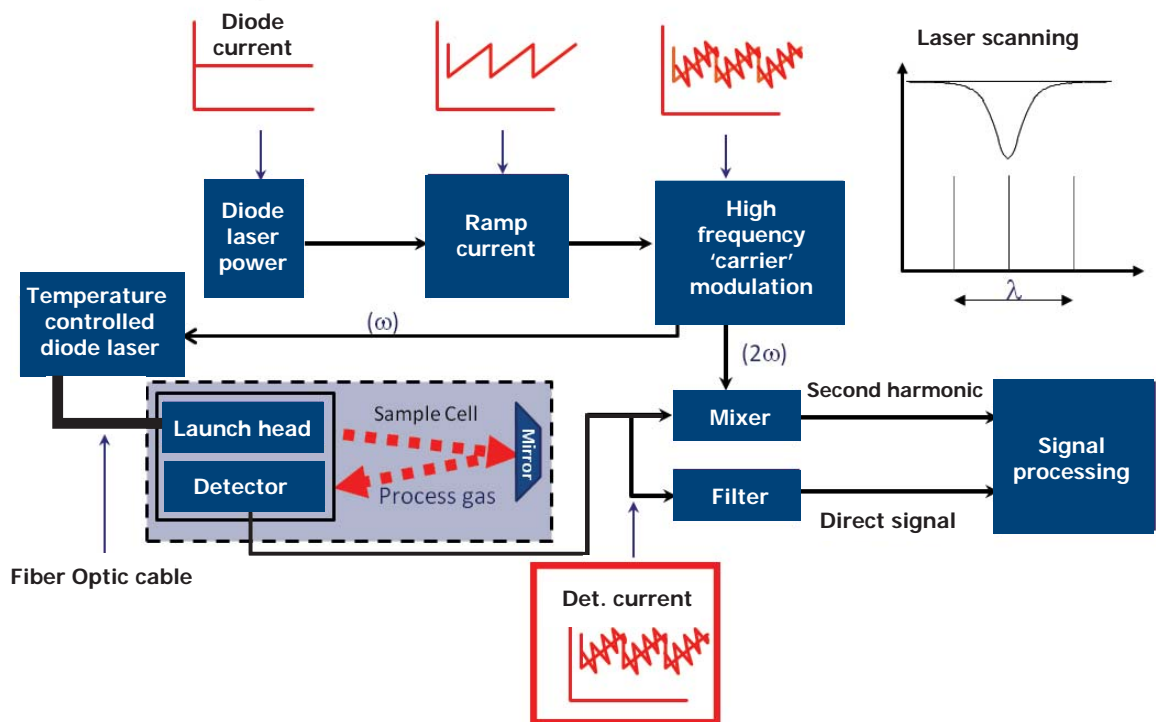 Diode
current
Laser scanning
Diode
laser
power
Ramp
current
High
frequency
‘carrier’
modulation
λ
Temperature
controlled
diode laser
(ω)
(2ω)
Launch head
Detector
Sample Cell
Process gas
Mirror
Mixer
Second harmonic
Filter
Direct signal
Signal
processing
Fiber Optic cable
Det. current